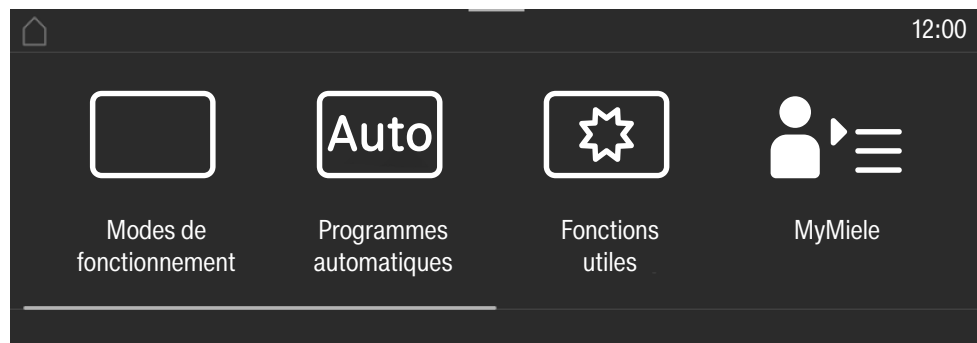 12:00
Auto
Modes de
fonctionnement
Programmes
automatiques
Fonctions
utiles
MyMiele